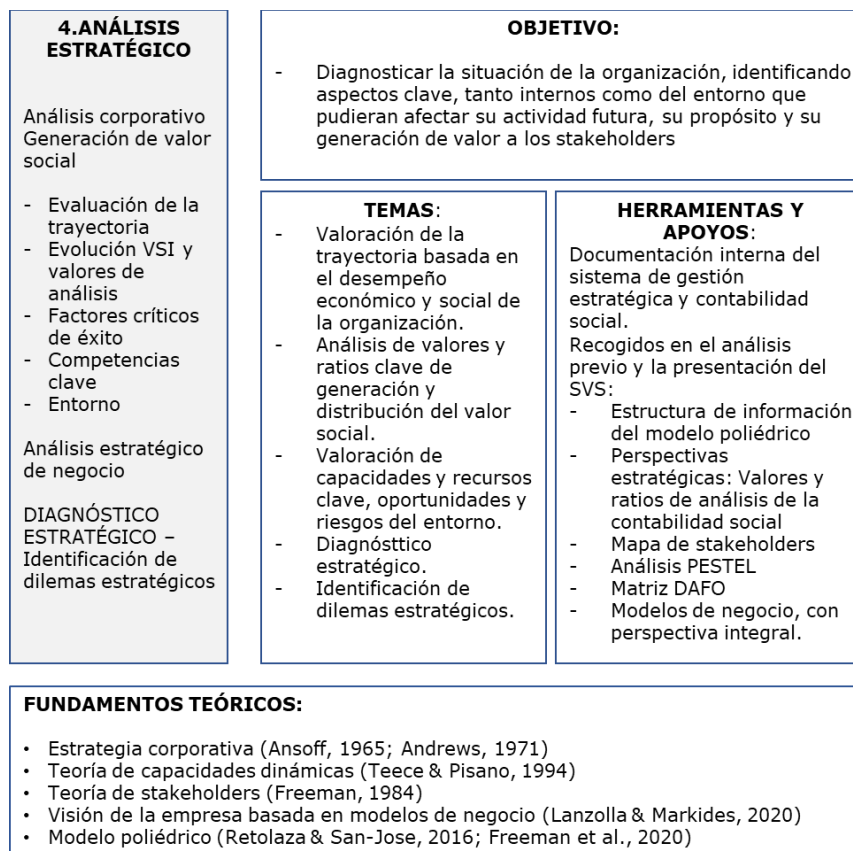 4.ANÁLISIS
ESTRATÉGICO
Análisis corporativo
Generación de valor
social
- Evaluación de la
trayectoria
- Evolución VSI y
valores de
análisis
- Factores críticos
de éxito
- Competencias
clave
- Entorno
Análisis estratégico
de negocio
DIAGNÓSTICO
ESTRATÉGICO –
Identificación de
dilemas estratégicos
OBJETIVO:
- Diagnosticar la situación de la organización, identificando
aspectos clave, tanto internos como del entorno que
pudieran afectar su actividad futura, su propósito y su
generación de valor a los stakeholders
TEMAS:
- Valoración de la
trayectoria basada en
el desempeño
económico y social de
la organización.
- Análisis de valores y
ratios clave de
generación y
distribución del valor
social.
- Valoración de
capacidades y recursos
clave, oportunidades y
riesgos del entorno.
- Diagnósttico
estratégico.
- Identificación de
dilemas estratégicos.
HERRAMIENTAS Y
APOYOS:
Documentación interna del
sistema de gestión
estratégica y contabilidad
social.
Recogidos en el análisis
previo y la presentación del
SVS:
- Estructura de información
del modelo poliédrico
- Perspectivas
estratégicas: Valores y
ratios de análisis de la
contabilidad social
- Mapa de stakeholders
- Análisis PESTEL
- Matriz DAFO
- Modelos de negocio, con
perspectiva integral.
FUNDAMENTOS TEÓRICOS:
• Estrategia corporativa (Ansoff, 1965; Andrews, 1971)
• Teoría de capacidades dinámicas (Teece & Pisano, 1994)
• Teoría de stakeholders (Freeman, 1984)
• Visión de la empresa basada en modelos de negocio (Lanzolla & Markides, 2020)
• Modelo poliédrico (Retolaza & San-Jose, 2016; Freeman et al., 2020)